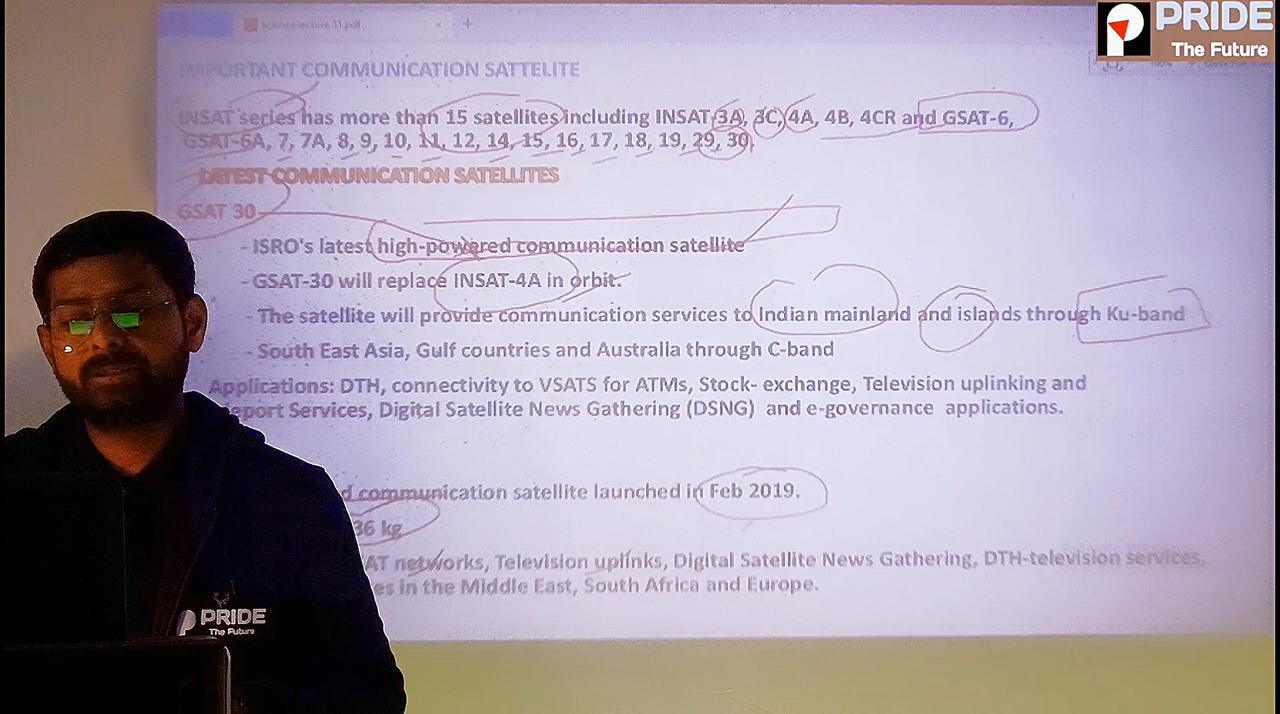 science lecture 31.pdf
PRIDE
The Future
IMPORTANT COMMUNICATION SATTELITE
INSAT series has more than 15 satellites including INSAT-3A, 3C, 4A, 4B, 4CR and GSAT-6,
GSAT-6A, 7, 7A, 8, 9, 10, 11, 12, 14, 15, 16, 17, 18, 19, 29, 30.
LATEST COMMUNICATION SATELLITES
GSAT 30
- ISRO's latest high-powered communication satellite
- GSAT-30 will replace INSAT-4A in orbit.
- The satellite will provide communication services to Indian mainland and islands through Ku-band
- South East Asia, Gulf countries and Australia through C-band
Applications: DTH, connectivity to VSATS for ATMs, Stock- exchange, Television uplinking and
eport Services, Digital Satellite News Gathering (DSNG) and e-governance applications.
d communication satellite launched in Feb 2019.
36 kg
AT networks, Television uplinks, Digital Satellite News Gathering, DTH-television services,
es in the Middle East, South Africa and Europe.
PRIDE
The Future